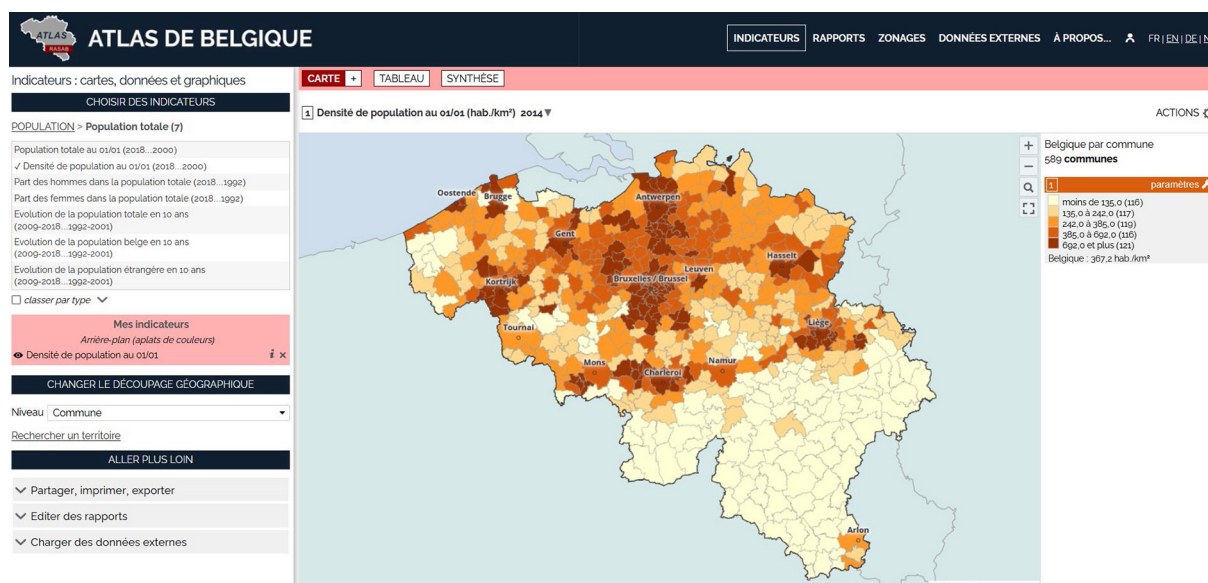 ATLAS
RASAB
ATLAS DE BELGIQUE
INDICATEURS RAPPORTS ZONAGES DONNÉES EXTERNES À PROPOS... FR | EN | DE |
Indicateurs : cartes, données et graphiques
CHOISIR DES INDICATEURS
POPULATION > Population totale (7)
Population totale au 01/01 (2018...2000)
✓ Densité de population au 01/01 (2018...2000)
Part des hommes dans la population totale (2018...1992)
Part des femmes dans la population totale (2018...1992)
Evolution de la population totale en 10 ans
(2009-2018...1992-2001)
Evolution de la population belge en 10 ans
(2009-2018...1992-2001)
Evolution de la population étrangère en 10 ans
(2009-2018...1992-2001)
classer par type
Mes indicateurs
Arrière-plan (aplats de couleurs)
Densité de population au 01/01 i ×
CHANGER LE DÉCOUPAGE GÉOGRAPHIQUE
Niveau Commune
Rechercher un territoire
ALLER PLUS LOIN
Partager, imprimer, exporter
Editer des rapports
Charger des données externes
CARTE + TABLEAU SYNTHÈSE
1 Densité de population au 01/01 (hab./km²) 2014 ▼
ACTIONS
Oostende
Brugge
Antwerpen
Gent
Hasselt
Leuven
Bruxelles / Brussel
Kortrijk
Tournai
Liège
Mons
Namur
Charleroi
Arlon
+
−
Belgique par commune
589 communes
1 paramètres
moins de 135,0 (116)
135,0 à 242,0 (117)
242,0 à 385,0 (119)
385,0 à 692,0 (116)
692,0 et plus (121)
Belgique : 367,2 hab./km²